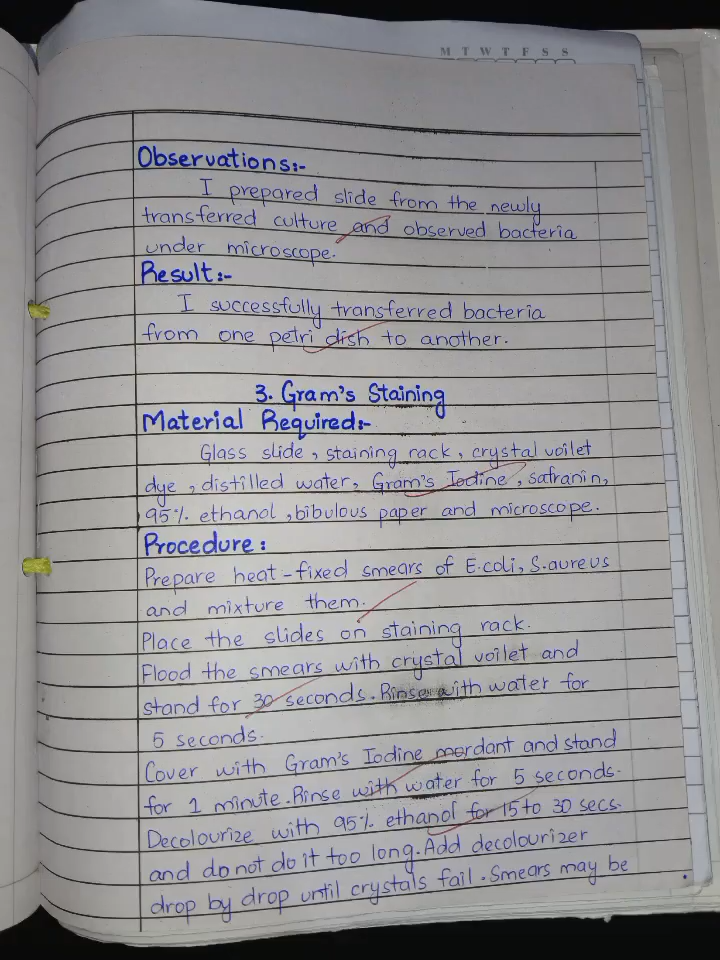 M T W T F S S
Observations:-
I prepared slide from the newly
transferred culture and observed bacteria
under microscope.
Result:-
I successfully transferred bacteria
from one petri dish to another.
3. Gram's Staining
Material Required:-
Glass slide, staining rack, crystal voilet
dye, distilled water, Gram's Iodine, safranin,
95% ethanol, bibulous paper and microscope.
Procedure:
Prepare heat-fixed smears of E.coli, S.aureus
and mixture them.
Place the slides on staining rack.
Flood the smears with crystal voilet and
stand for 30 seconds. Rinse with water for
5 seconds.
Cover with Gram's Iodine mordant and stand
for 1 minute. Rinse with water for 5 seconds.
Decolourize with 95% ethanol for 15 to 30 secs.
and do not do it too long. Add decolourizer
drop by drop until crystals fail. Smears may be